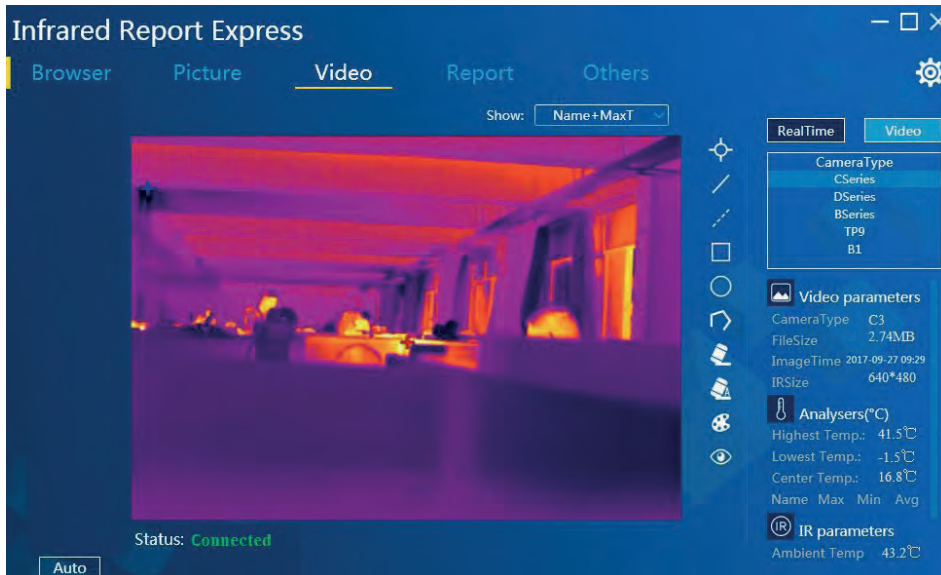 Infrared Report Express
Browser Picture Video Report Others
Show: Name+MaxT
RealTime Video
CameraType
CSeries
DSeries
BSeries
TP9
B1
Video parameters
CameraType C3
FileSize 2.74MB
ImageTime 2017-09-27 09:29
IRSize 640*480
Analysers(°C)
Highest Temp.: 41.5℃
Lowest Temp.: -1.5℃
Center Temp.: 16.8℃
Name Max Min Avg
IR IR parameters
Ambient Temp 43.2℃
Status: Connected
Auto